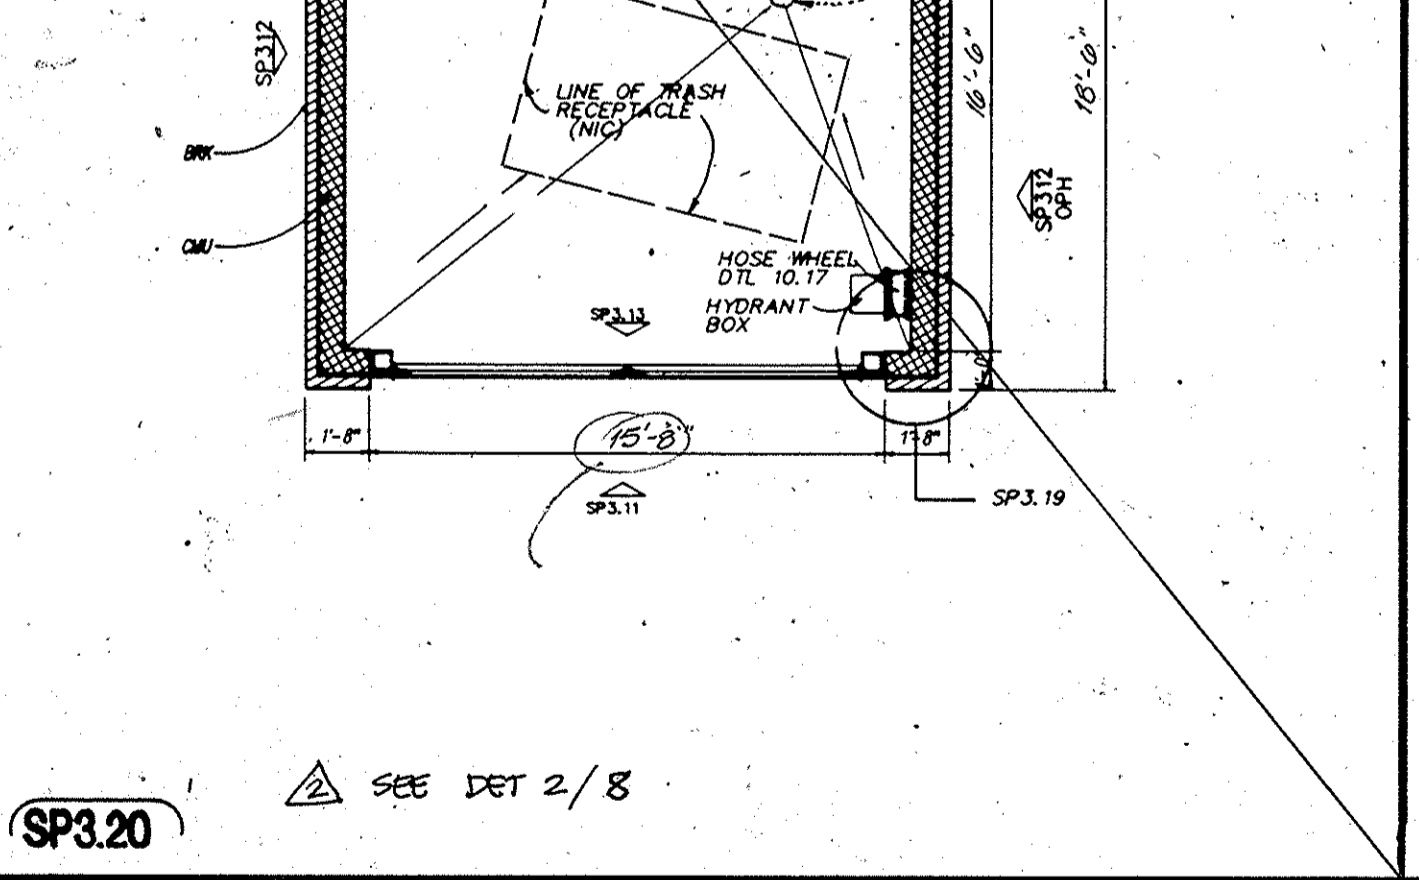 SP3.12
16'-6"
18'-6"
LINE OF TRASH
RECEPTACLE
(NIC)
BRK
SP3.12
OPH
CMU
HOSE WHEEL
DTL 10.17
HYDRANT
BOX
SP3.13
1'-8"
15'-8"
1'-8"
SP3.11
SP3.19
2 SEE DET 2/8
SP3.20